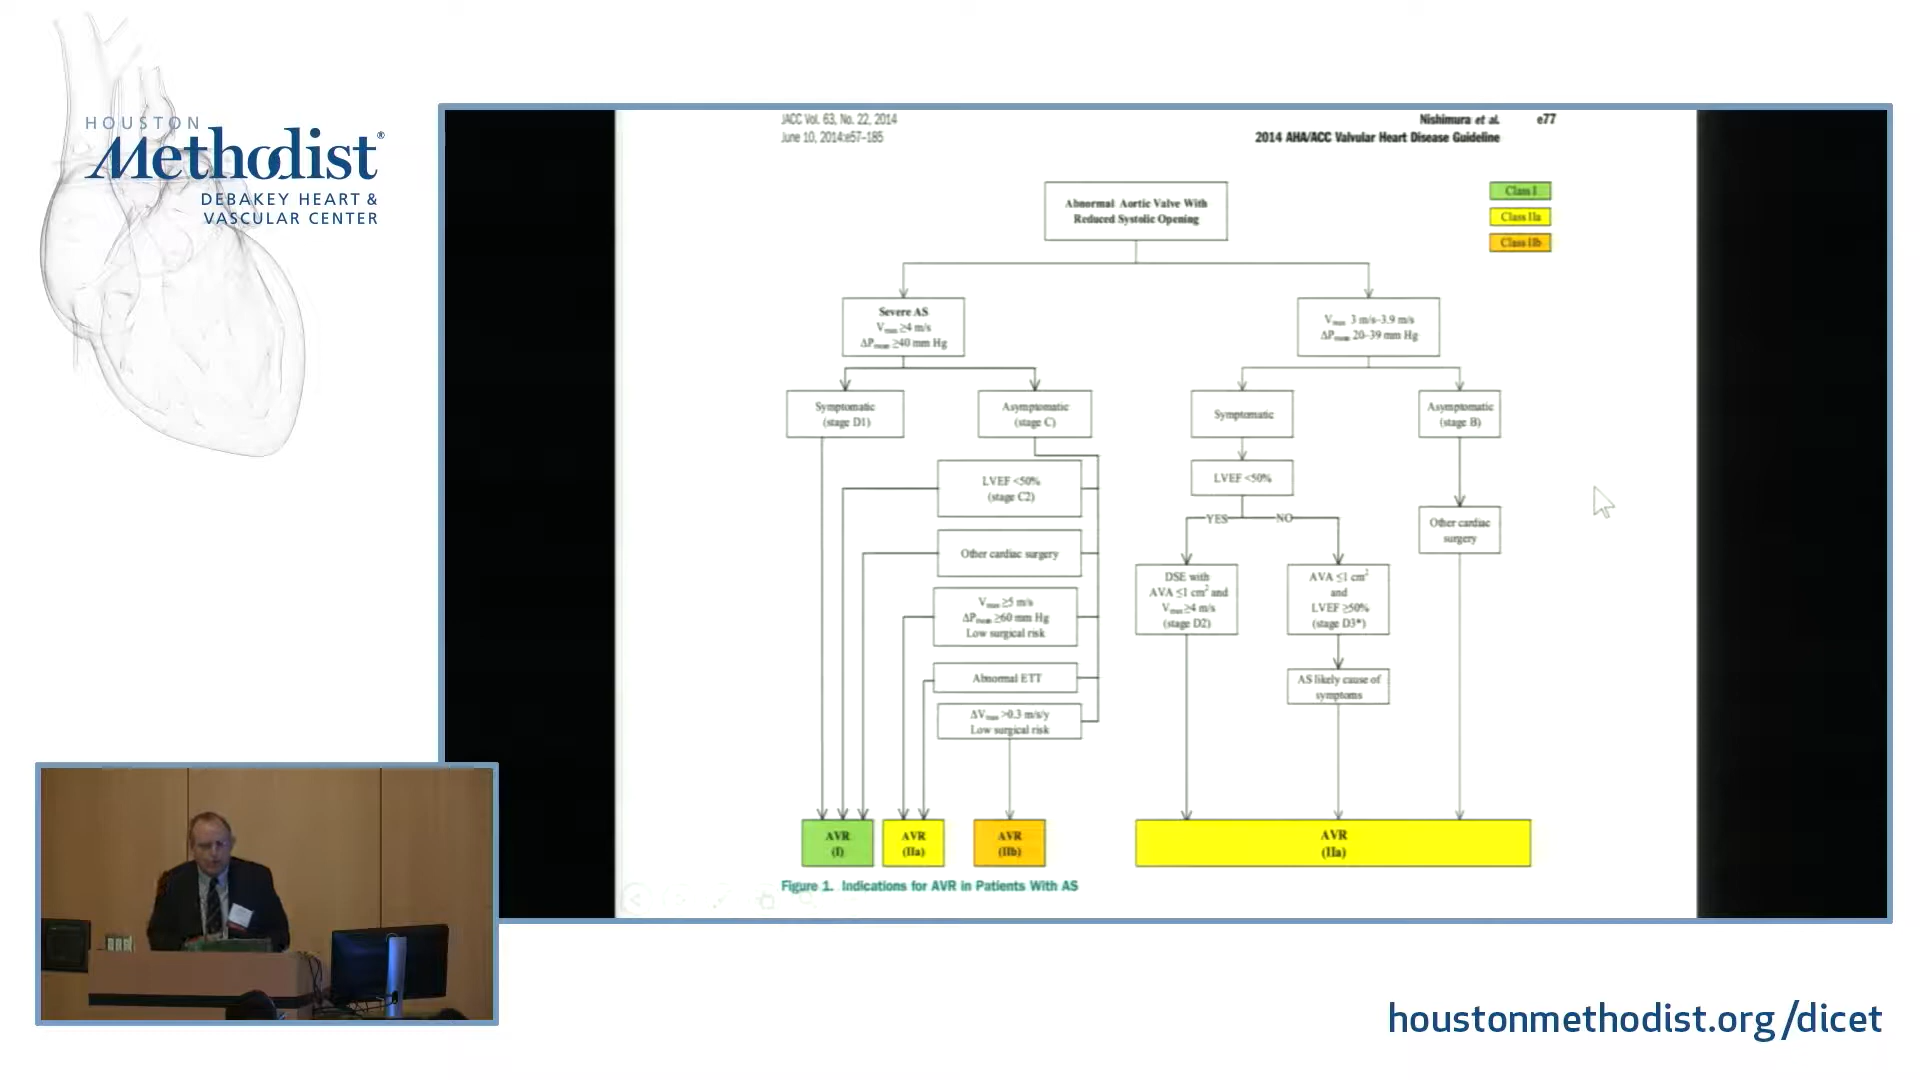 HOUSTON
Methodist®
DEBAKEY HEART &
VASCULAR CENTER
JACC Vol. 63, No. 22, 2014
June 10, 2014:e57–185
Nishimura et al. e77
2014 AHA/ACC Valvular Heart Disease Guideline
Class I
Class IIa
Class IIb
Abnormal Aortic Valve With
Reduced Systolic Opening
Severe AS
Vmax ≥4 m/s
ΔPmean ≥40 mm Hg
Vmax 3 m/s–3.9 m/s
ΔPmean 20–39 mm Hg
Symptomatic
(stage D1)
Asymptomatic
(stage C)
Symptomatic
Asymptomatic
(stage B)
LVEF <50%
(stage C2)
LVEF <50%
YES
NO
Other cardiac surgery
Other cardiac
surgery
Vmax ≥5 m/s
ΔPmean ≥60 mm Hg
Low surgical risk
DSE with
AVA ≤1 cm² and
Vmax ≥4 m/s
(stage D2)
AVA ≤1 cm²
and
LVEF ≥50%
(stage D3*)
Abnormal ETT
AS likely cause of
symptoms
ΔVmax >0.3 m/s/y
Low surgical risk
AVR
(I)
AVR
(IIa)
AVR
(IIb)
AVR
(IIa)
Figure 1. Indications for AVR in Patients With AS
houstonmethodist.org/dicet